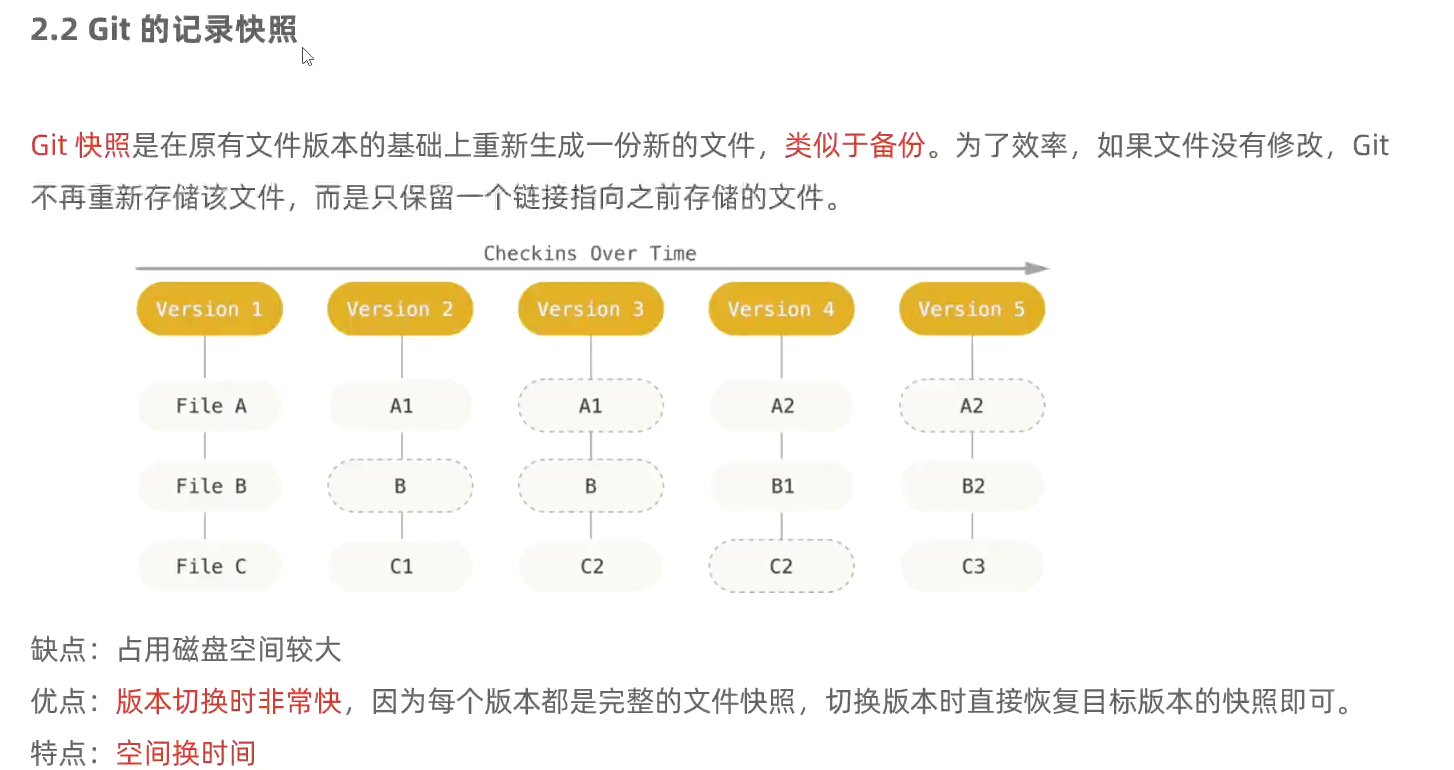 2.2 Git 的记录快照
Git 快照是在原有文件版本的基础上重新生成一份新的文件，类似于备份。为了效率，如果文件没有修改，Git
不再重新存储该文件，而是只保留一个链接指向之前存储的文件。
Checkins Over Time
Version 1 Version 2 Version 3 Version 4 Version 5
File A A1 A1 A2 A2
File B B B B1 B2
File C C1 C2 C2 C3
缺点：占用磁盘空间较大
优点：版本切换时非常快，因为每个版本都是完整的文件快照，切换版本时直接恢复目标版本的快照即可。
特点：空间换时间